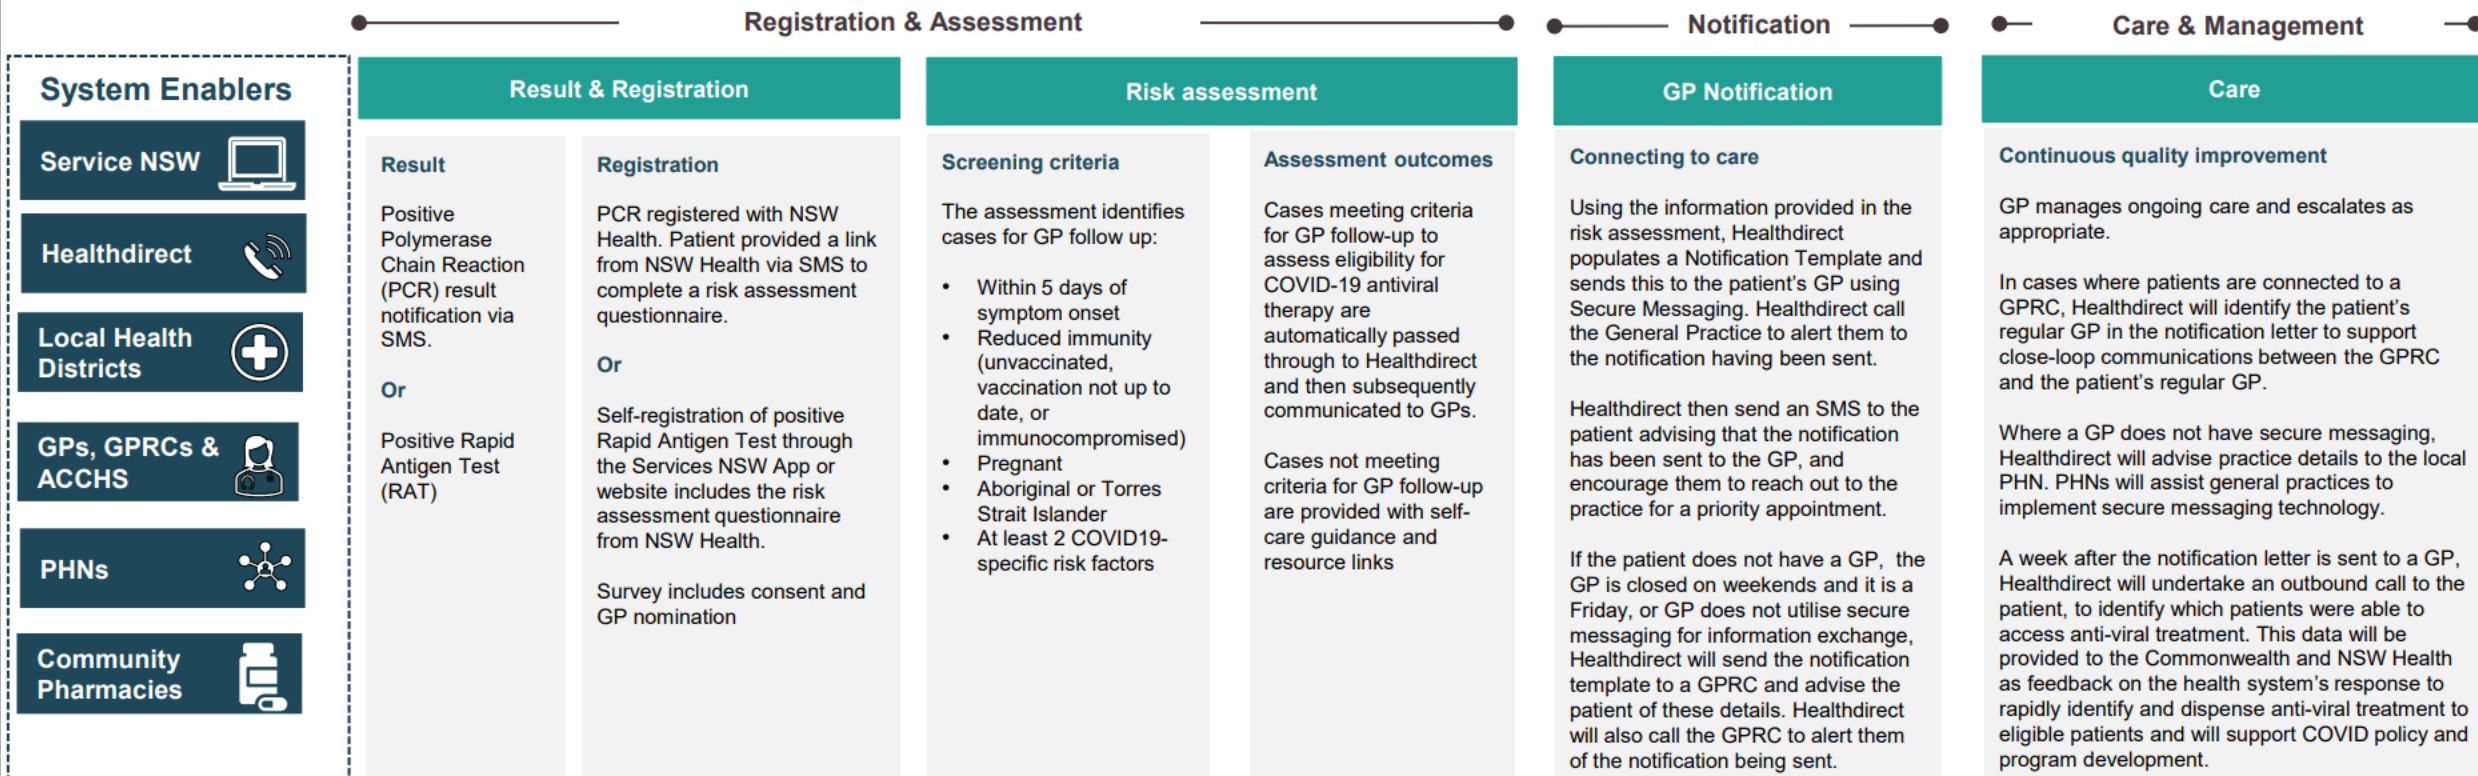 Registration & Assessment
Notification
Care & Management
System Enablers
Service NSW
Healthdirect
Local Health
Districts
GPs, GPRCs &
ACCHS
PHNs
Community
Pharmacies
Result & Registration
Result
Positive
Polymerase
Chain Reaction
(PCR) result
notification via
SMS.
Or
Positive Rapid
Antigen Test
(RAT)
Registration
PCR registered with NSW
Health. Patient provided a link
from NSW Health via SMS to
complete a risk assessment
questionnaire.
Or
Self-registration of positive
Rapid Antigen Test through
the Services NSW App or
website includes the risk
assessment questionnaire
from NSW Health.
Survey includes consent and
GP nomination
Risk assessment
Screening criteria
The assessment identifies
cases for GP follow up:
• Within 5 days of
symptom onset
• Reduced immunity
(unvaccinated,
vaccination not up to
date, or
immunocompromised)
• Pregnant
• Aboriginal or Torres
Strait Islander
• At least 2 COVID19-
specific risk factors
Assessment outcomes
Cases meeting criteria
for GP follow-up to
assess eligibility for
COVID-19 antiviral
therapy are
automatically passed
through to Healthdirect
and then subsequently
communicated to GPs.
Cases not meeting
criteria for GP follow-up
are provided with self-
care guidance and
resource links
GP Notification
Connecting to care
Using the information provided in the
risk assessment, Healthdirect
populates a Notification Template and
sends this to the patient's GP using
Secure Messaging. Healthdirect call
the General Practice to alert them to
the notification having been sent.
Healthdirect then send an SMS to the
patient advising that the notification
has been sent to the GP, and
encourage them to reach out to the
practice for a priority appointment.
If the patient does not have a GP, the
GP is closed on weekends and it is a
Friday, or GP does not utilise secure
messaging for information exchange,
Healthdirect will send the notification
template to a GPRC and advise the
patient of these details. Healthdirect
will also call the GPRC to alert them
of the notification being sent.
Care
Continuous quality improvement
GP manages ongoing care and escalates as
appropriate.
In cases where patients are connected to a
GPRC, Healthdirect will identify the patient's
regular GP in the notification letter to support
close-loop communications between the GPRC
and the patient's regular GP.
Where a GP does not have secure messaging,
Healthdirect will advise practice details to the local
PHN. PHNs will assist general practices to
implement secure messaging technology.
A week after the notification letter is sent to a GP,
Healthdirect will undertake an outbound call to the
patient, to identify which patients were able to
access anti-viral treatment. This data will be
provided to the Commonwealth and NSW Health
as feedback on the health system's response to
rapidly identify and dispense anti-viral treatment to
eligible patients and will support COVID policy and
program development.